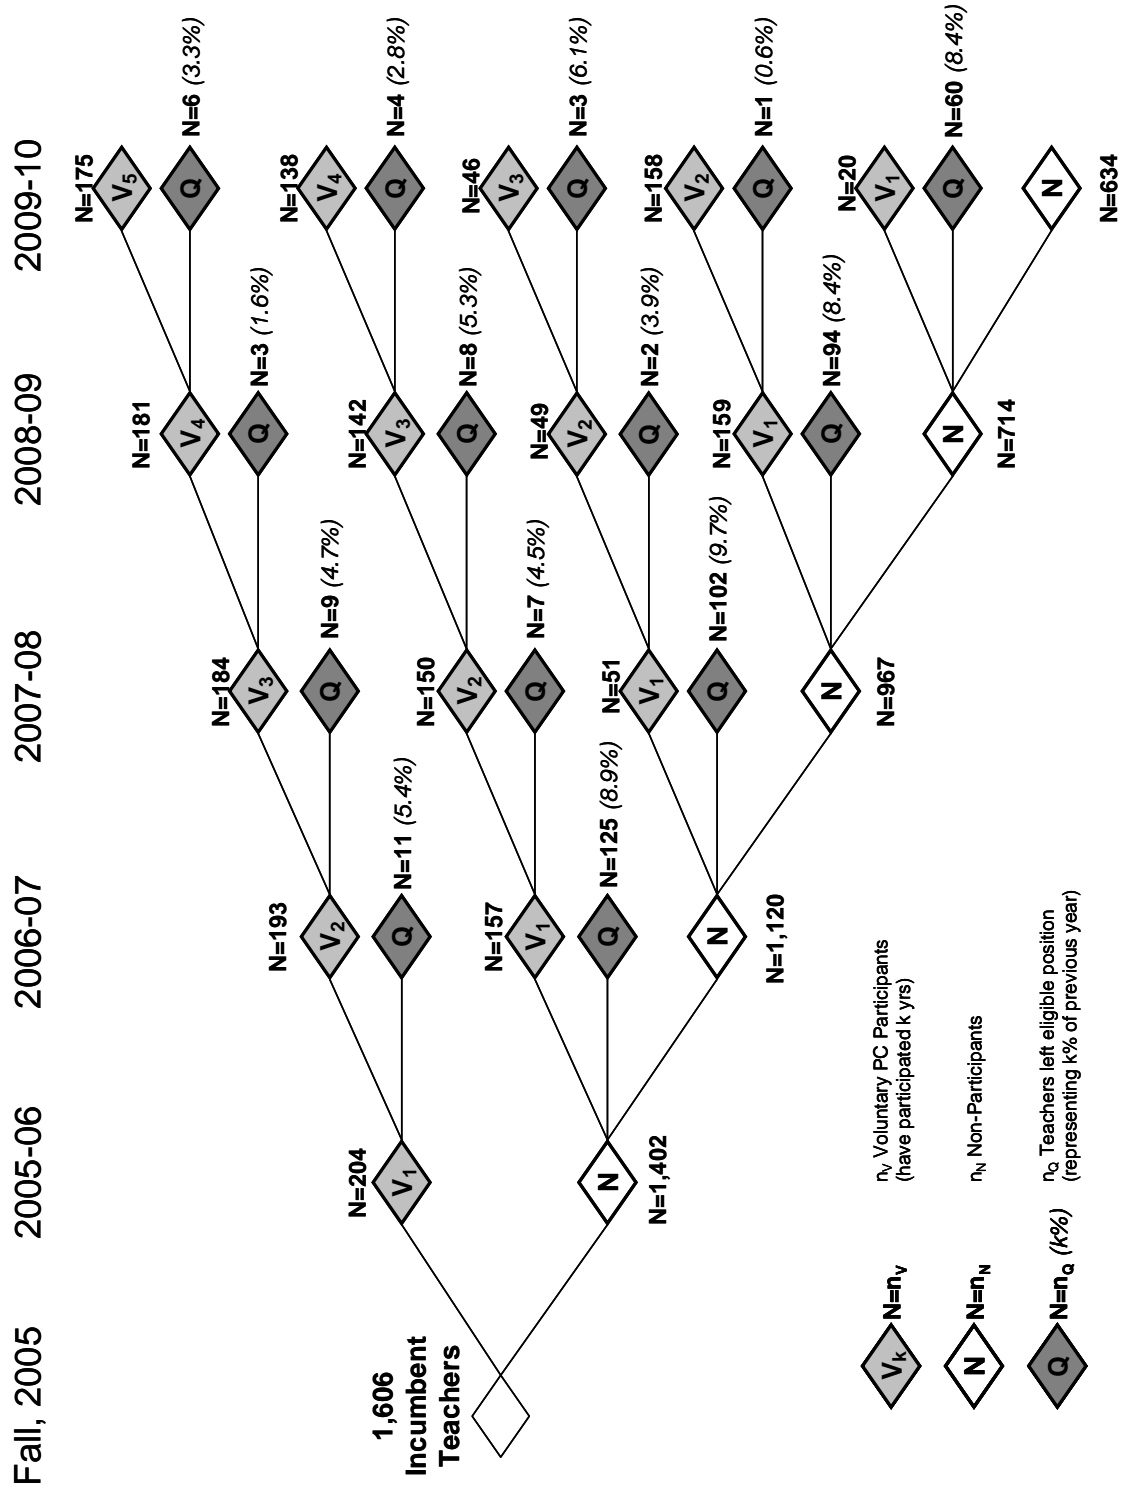 Fall, 2005
2005-06
2006-07
2007-08
2008-09
2009-10
1,606
Incumbent
Teachers
N=204
V1
N
N=1,402
N=193
V2
Q
N=11 (5.4%)
N=157
V1
Q
N=125 (8.9%)
N
N=1,120
N=184
V3
Q
N=9 (4.7%)
N=150
V2
Q
N=7 (4.5%)
N=51
V1
Q
N=102 (9.7%)
N
N=967
N=181
V4
Q
N=3 (1.6%)
N=142
V3
Q
N=8 (5.3%)
N=49
V2
Q
N=2 (3.9%)
N=159
V1
Q
N=94 (8.4%)
N
N=714
N=175
V5
Q
N=6 (3.3%)
N=138
V4
Q
N=4 (2.8%)
N=46
V3
Q
N=3 (6.1%)
N=158
V2
Q
N=1 (0.6%)
N=20
V1
Q
N=60 (8.4%)
N
N=634
Vk
N=nV
nV Voluntary PC Participants
(have participated k yrs)
N
N=nN
nN Non-Participants
Q
N=nQ (k%)
nQ Teachers left eligible position
(representing k% of previous year)